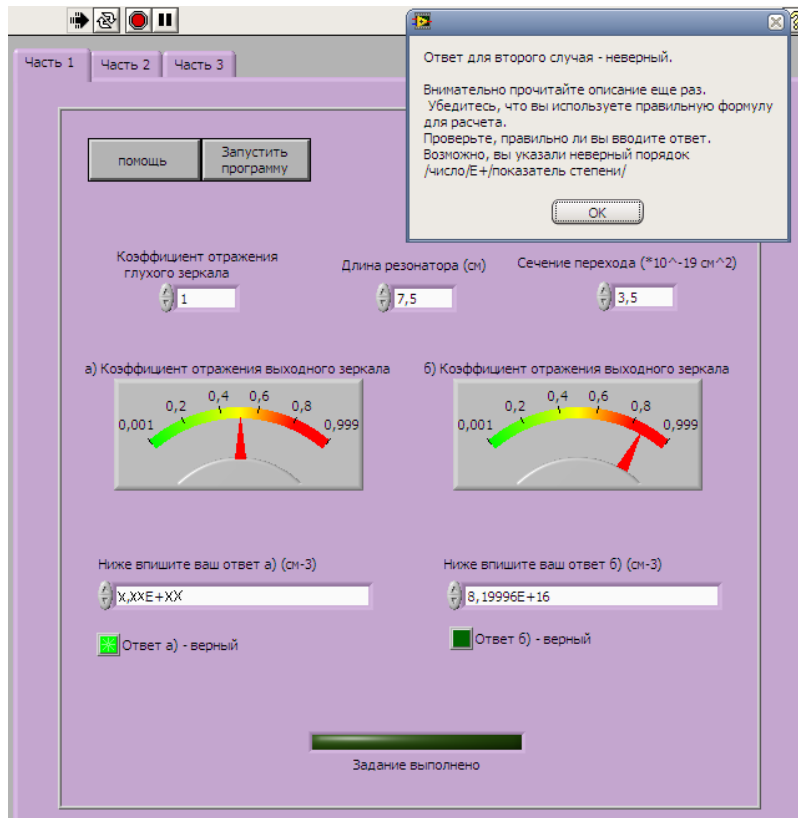 Ответ для второго случая - неверный.
Внимательно прочитайте описание еще раз.
Убедитесь, что вы используете правильную формулу
для расчета.
Проверьте, правильно ли вы вводите ответ.
Возможно, вы указали неверный порядок
/число/E+/показатель степени/
OK
Часть 1
Часть 2
Часть 3
помощь
Запустить
программу
Коэффициент отражения
глухого зеркала
1
Длина резонатора (см)
7,5
Сечение перехода (*10^-19 см^2)
3,5
а) Коэффициент отражения выходного зеркала
0,001
0,2
0,4
0,6
0,8
0,999
б) Коэффициент отражения выходного зеркала
0,001
0,2
0,4
0,6
0,8
0,999
Ниже впишите ваш ответ а) (см-3)
X,XXE+XX
Ответ а) - верный
Ниже впишите ваш ответ б) (см-3)
8,19996E+16
Ответ б) - верный
Задание выполнено